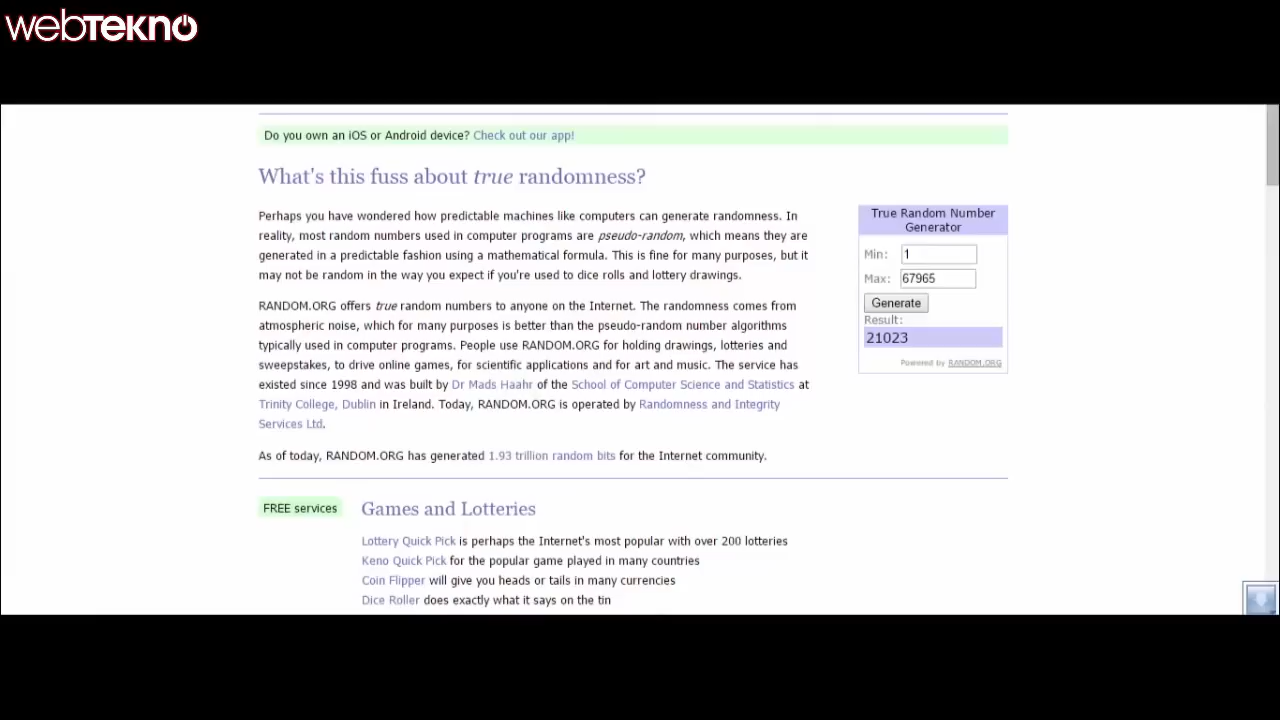 webTEKNO
Do you own an iOS or Android device? Check out our app!
What's this fuss about true randomness?
Perhaps you have wondered how predictable machines like computers can generate randomness. In
reality, most random numbers used in computer programs are pseudo-random, which means they are
generated in a predictable fashion using a mathematical formula. This is fine for many purposes, but it
may not be random in the way you expect if you're used to dice rolls and lottery drawings.
RANDOM.ORG offers true random numbers to anyone on the Internet. The randomness comes from
atmospheric noise, which for many purposes is better than the pseudo-random number algorithms
typically used in computer programs. People use RANDOM.ORG for holding drawings, lotteries and
sweepstakes, to drive online games, for scientific applications and for art and music. The service has
existed since 1998 and was built by Dr Mads Haahr of the School of Computer Science and Statistics at
Trinity College, Dublin in Ireland. Today, RANDOM.ORG is operated by Randomness and Integrity
Services Ltd.
As of today, RANDOM.ORG has generated 1.93 trillion random bits for the Internet community.
True Random Number
Generator
Min: 1
Max: 67965
Generate
Result:
21023
Powered by RANDOM.ORG
FREE services
Games and Lotteries
Lottery Quick Pick is perhaps the Internet's most popular with over 200 lotteries
Keno Quick Pick for the popular game played in many countries
Coin Flipper will give you heads or tails in many currencies
Dice Roller does exactly what it says on the tin